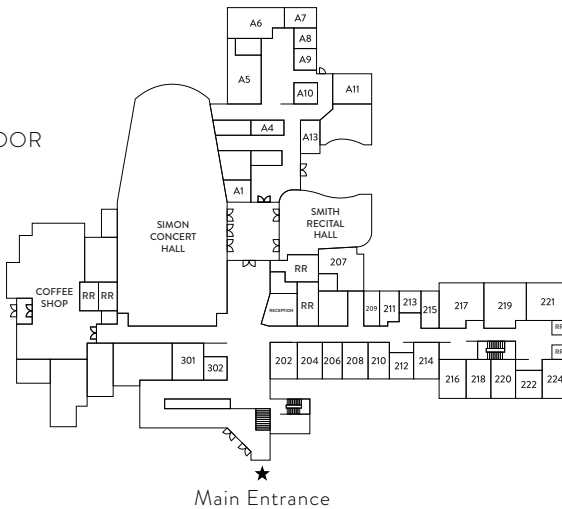 A6
A7
A8
A9
A5
A10
A11
A4
A13
OOR
A1
SIMON
CONCERT
HALL
SMITH
RECITAL
HALL
207
RR
COFFEE
SHOP
RR
RR
RECEPTION
RR
209
211
213
215
217
219
221
RR
RR
301
302
202
204
206
208
210
212
214
216
218
220
222
224
Main Entrance